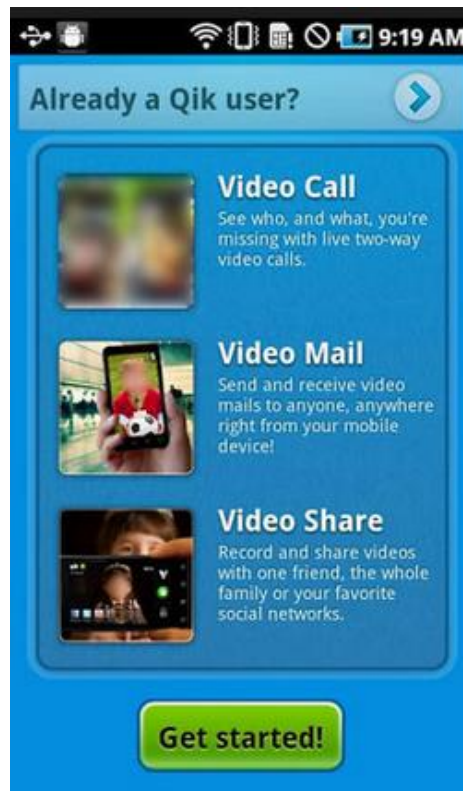 9:19 AM
Already a Qik user?
Video Call
See who, and what, you're
missing with live two-way
video calls.
Video Mail
Send and receive video
mails to anyone, anywhere
right from your mobile
device!
Video Share
Record and share videos
with one friend, the whole
family or your favorite
social networks.
Get started!